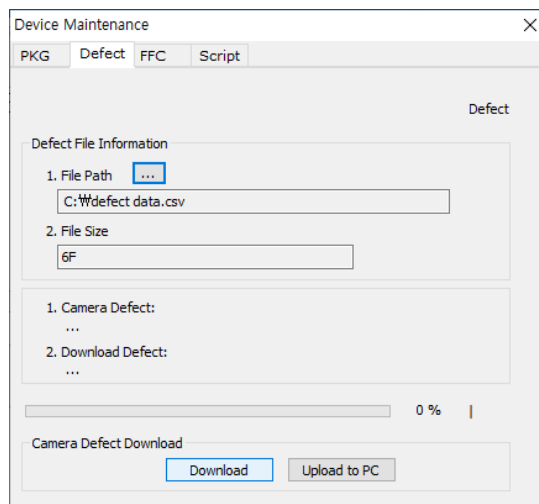 Device Maintenance
PKG Defect FFC Script
Defect
Defect File Information
1. File Path ...
C:₩defect data.csv
2. File Size
6F
1. Camera Defect:
...
2. Download Defect:
...
0 % |
Camera Defect Download
Download Upload to PC